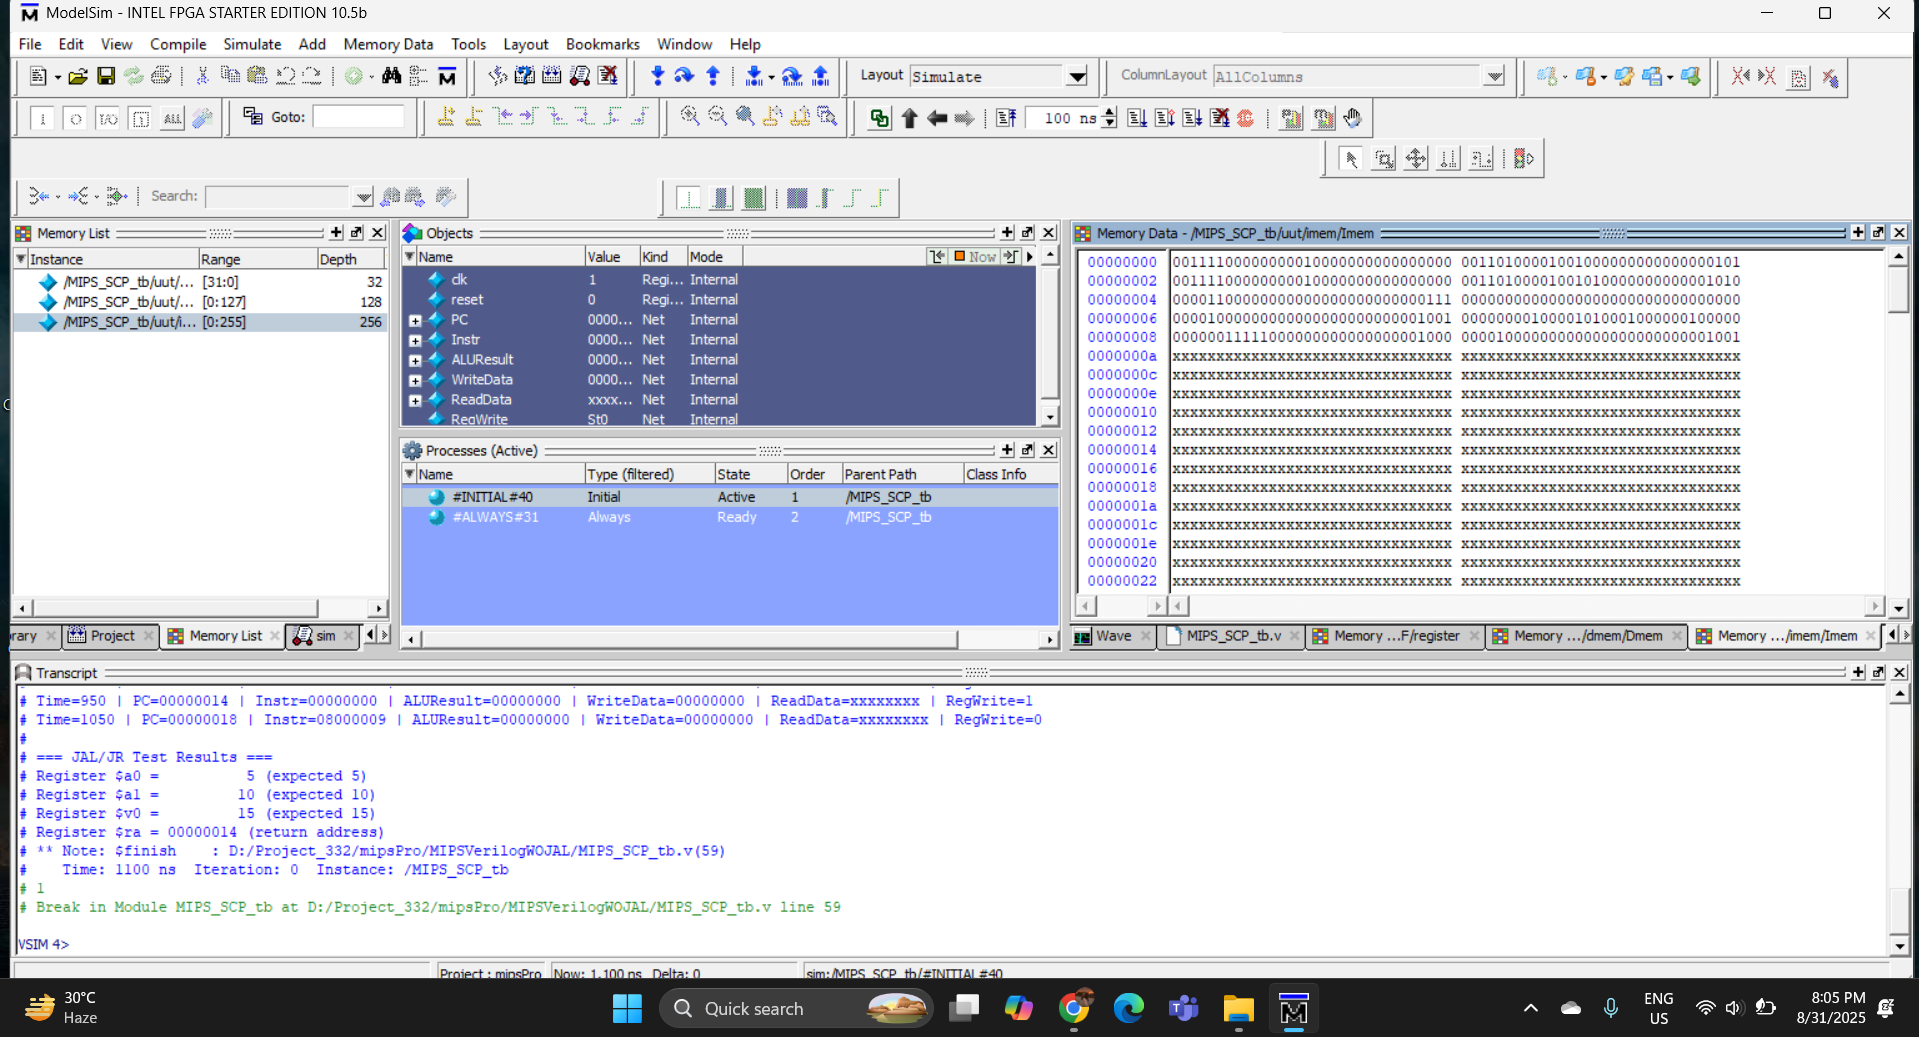 ModelSim - INTEL FPGA STARTER EDITION 10.5b
File Edit View Compile Simulate Add Memory Data Tools Layout Bookmarks Window Help
Layout Simulate
ColumnLayout AllColumns
Goto:
100 ns
Search:
Memory List
Instance Range Depth
/MIPS_SCP_tb/uut/... [31:0] 32
/MIPS_SCP_tb/uut/... [0:127] 128
/MIPS_SCP_tb/uut/i... [0:255] 256
rary Project Memory List sim
Objects
Name Value Kind Mode Now
clk 1 Regi... Internal
reset 0 Regi... Internal
PC 0000... Net Internal
Instr 0000... Net Internal
ALUResult 0000... Net Internal
WriteData 0000... Net Internal
ReadData xxxx... Net Internal
RegWrite St0 Net Internal
Processes (Active)
Name Type (filtered) State Order Parent Path Class Info
#INITIAL#40 Initial Active 1 /MIPS_SCP_tb
#ALWAYS#31 Always Ready 2 /MIPS_SCP_tb
Memory Data - /MIPS_SCP_tb/uut/imem/Imem
00000000 00111100000000010000000000000000 00110100001001000000000000000101
00000002 00111100000000010000000000000000 00110100001001010000000000001010
00000004 00001100000000000000000000000111 00000000000000000000000000000000
00000006 00001000000000000000000000001001 00000000100001010001000000100000
00000008 00000011111000000000000000001000 00001000000000000000000000001001
0000000a xxxxxxxxxxxxxxxxxxxxxxxxxxxxxxxx xxxxxxxxxxxxxxxxxxxxxxxxxxxxxxxx
0000000c xxxxxxxxxxxxxxxxxxxxxxxxxxxxxxxx xxxxxxxxxxxxxxxxxxxxxxxxxxxxxxxx
0000000e xxxxxxxxxxxxxxxxxxxxxxxxxxxxxxxx xxxxxxxxxxxxxxxxxxxxxxxxxxxxxxxx
00000010 xxxxxxxxxxxxxxxxxxxxxxxxxxxxxxxx xxxxxxxxxxxxxxxxxxxxxxxxxxxxxxxx
00000012 xxxxxxxxxxxxxxxxxxxxxxxxxxxxxxxx xxxxxxxxxxxxxxxxxxxxxxxxxxxxxxxx
00000014 xxxxxxxxxxxxxxxxxxxxxxxxxxxxxxxx xxxxxxxxxxxxxxxxxxxxxxxxxxxxxxxx
00000016 xxxxxxxxxxxxxxxxxxxxxxxxxxxxxxxx xxxxxxxxxxxxxxxxxxxxxxxxxxxxxxxx
00000018 xxxxxxxxxxxxxxxxxxxxxxxxxxxxxxxx xxxxxxxxxxxxxxxxxxxxxxxxxxxxxxxx
0000001a xxxxxxxxxxxxxxxxxxxxxxxxxxxxxxxx xxxxxxxxxxxxxxxxxxxxxxxxxxxxxxxx
0000001c xxxxxxxxxxxxxxxxxxxxxxxxxxxxxxxx xxxxxxxxxxxxxxxxxxxxxxxxxxxxxxxx
0000001e xxxxxxxxxxxxxxxxxxxxxxxxxxxxxxxx xxxxxxxxxxxxxxxxxxxxxxxxxxxxxxxx
00000020 xxxxxxxxxxxxxxxxxxxxxxxxxxxxxxxx xxxxxxxxxxxxxxxxxxxxxxxxxxxxxxxx
00000022 xxxxxxxxxxxxxxxxxxxxxxxxxxxxxxxx xxxxxxxxxxxxxxxxxxxxxxxxxxxxxxxx
Wave MIPS_SCP_tb.v Memory ...F/register Memory .../dmem/Dmem Memory .../imem/Imem
Transcript
# Time=950 | PC=00000014 | Instr=00000000 | ALUResult=00000000 | WriteData=00000000 | ReadData=xxxxxxxx | RegWrite=1
# Time=1050 | PC=00000018 | Instr=08000009 | ALUResult=00000000 | WriteData=00000000 | ReadData=xxxxxxxx | RegWrite=0
#
# === JAL/JR Test Results ===
# Register $a0 = 5 (expected 5)
# Register $a1 = 10 (expected 10)
# Register $v0 = 15 (expected 15)
# Register $ra = 00000014 (return address)
# ** Note: $finish : D:/Project_332/mipsPro/MIPSVerilogWOJAL/MIPS_SCP_tb.v(59)
# Time: 1100 ns Iteration: 0 Instance: /MIPS_SCP_tb
# 1
# Break in Module MIPS_SCP_tb at D:/Project_332/mipsPro/MIPSVerilogWOJAL/MIPS_SCP_tb.v line 59
VSIM 4>
Project : mipsPro Now: 1,100 ns Delta: 0 sim:/MIPS_SCP_tb/#INITIAL#40
30°C
Haze
Quick search
ENG
US
8:05 PM
8/31/2025